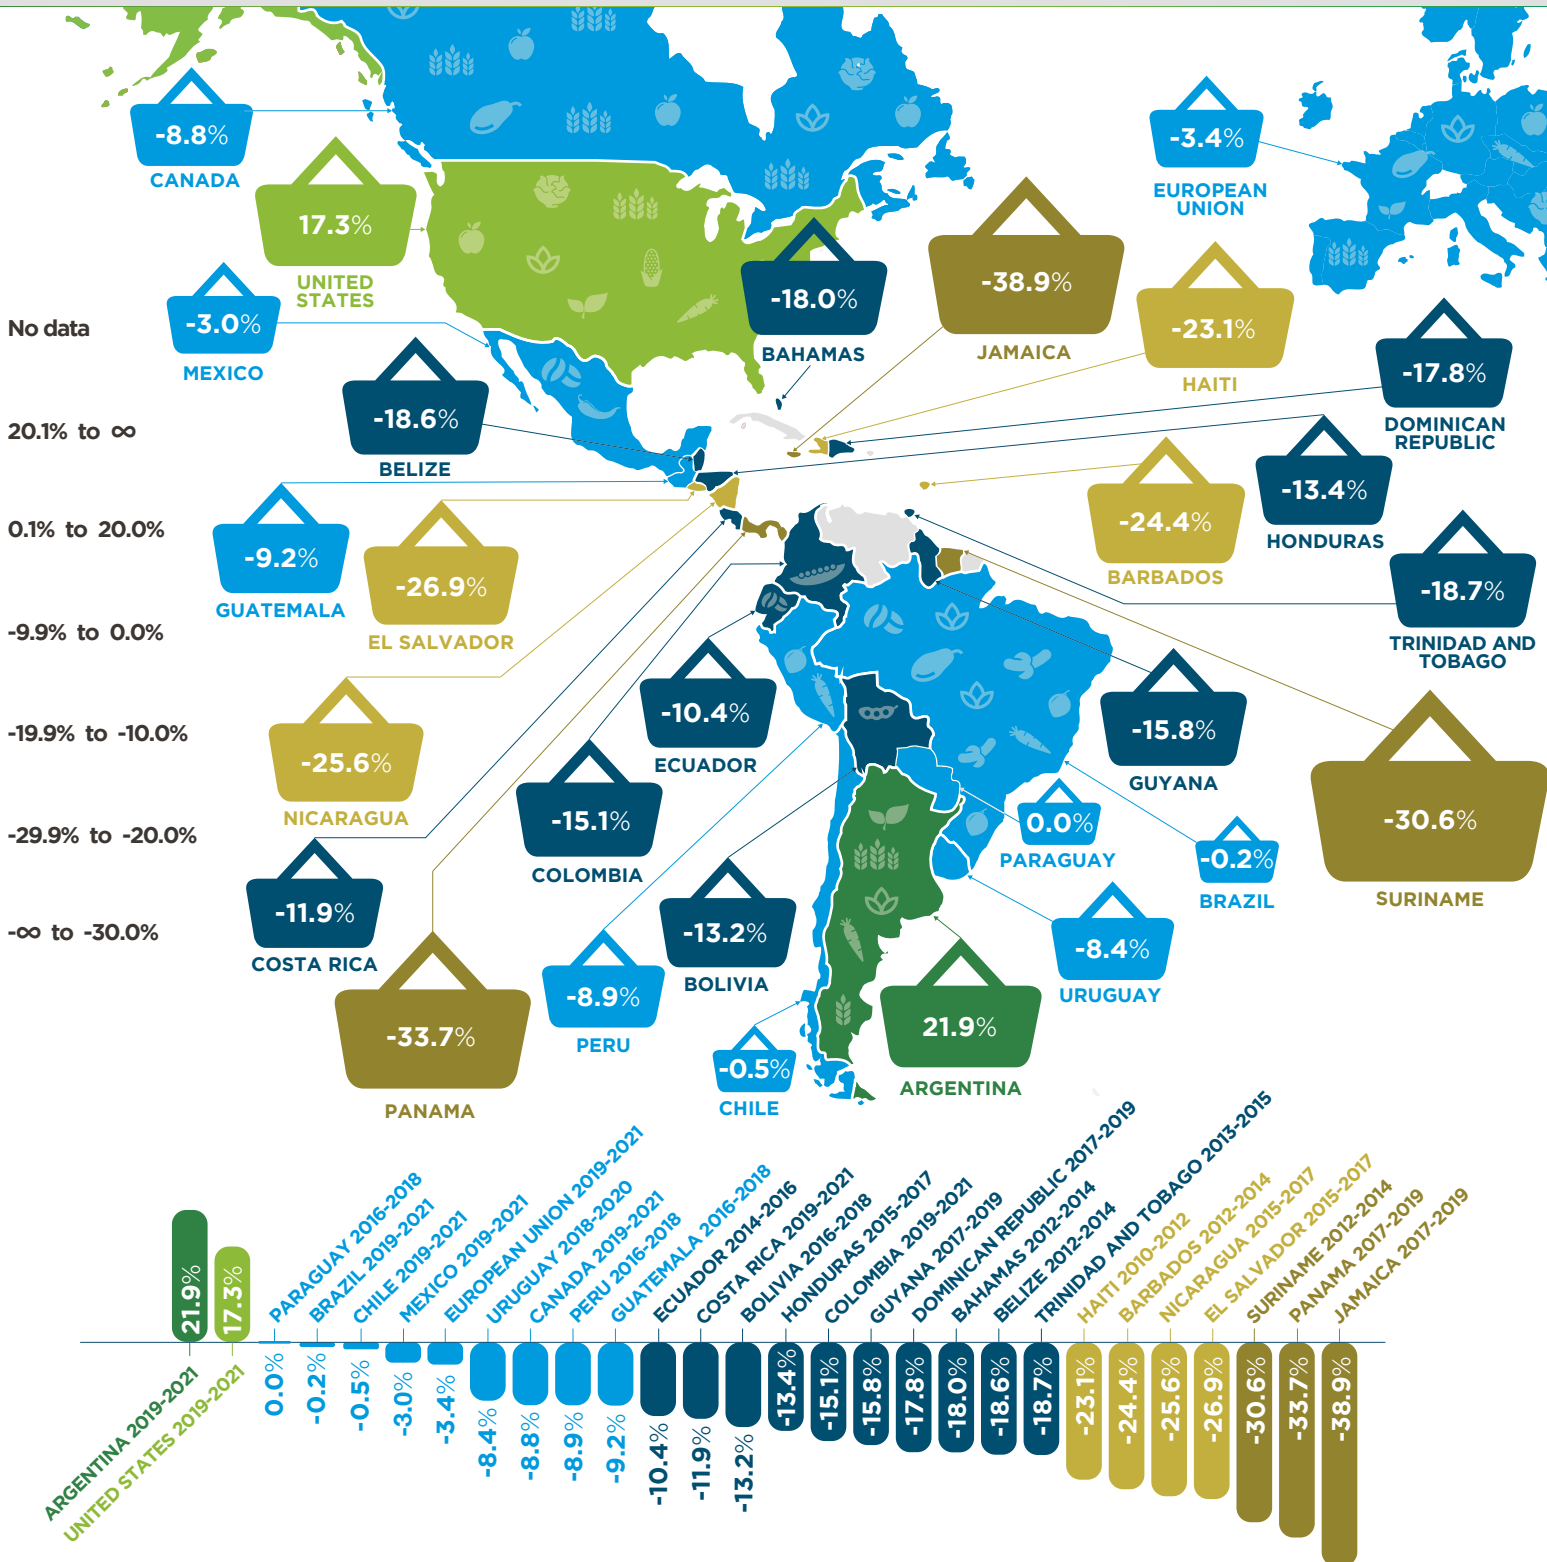 -8.8%
CANADA
17.3%
UNITED
STATES
-3.4%
EUROPEAN
UNION
-3.0%
MEXICO
-18.0%
BAHAMAS
-38.9%
JAMAICA
-23.1%
HAITI
-17.8%
DOMINICAN
REPUBLIC
-18.6%
BELIZE
-13.4%
HONDURAS
-24.4%
BARBADOS
-9.2%
GUATEMALA
-26.9%
EL SALVADOR
-18.7%
TRINIDAD AND
TOBAGO
-10.4%
ECUADOR
-15.8%
GUYANA
-25.6%
NICARAGUA
-15.1%
COLOMBIA
0.0%
PARAGUAY
-0.2%
BRAZIL
-30.6%
SURINAME
-11.9%
COSTA RICA
-13.2%
BOLIVIA
-8.4%
URUGUAY
-8.9%
PERU
-33.7%
PANAMA
-0.5%
CHILE
21.9%
ARGENTINA
No data
20.1% to ∞
0.1% to 20.0%
-9.9% to 0.0%
-19.9% to -10.0%
-29.9% to -20.0%
-∞ to -30.0%
ARGENTINA 2019-2021
21.9%
UNITED STATES 2019-2021
17.3%
PARAGUAY 2016-2018
0.0%
BRAZIL 2019-2021
-0.2%
CHILE 2019-2021
-0.5%
MEXICO 2019-2021
-3.0%
EUROPEAN UNION 2019-2021
-3.4%
URUGUAY 2018-2020
-8.4%
CANADA 2019-2021
-8.8%
PERU 2016-2018
-8.9%
GUATEMALA 2016-2018
-9.2%
ECUADOR 2014-2016
-10.4%
COSTA RICA 2019-2021
-11.9%
BOLIVIA 2016-2018
-13.2%
HONDURAS 2015-2017
-13.4%
COLOMBIA 2019-2021
-15.1%
GUYANA 2017-2019
-15.8%
DOMINICAN REPUBLIC 2017-2019
-17.8%
BAHAMAS 2012-2014
-18.0%
BELIZE 2012-2014
-18.6%
TRINIDAD AND TOBAGO 2013-2015
-18.7%
HAITI 2010-2012
-23.1%
BARBADOS 2012-2014
-24.4%
NICARAGUA 2015-2017
-25.6%
EL SALVADOR 2015-2017
-26.9%
SURINAME 2012-2014
-30.6%
PANAMA 2017-2019
-33.7%
JAMAICA 2017-2019
-38.9%